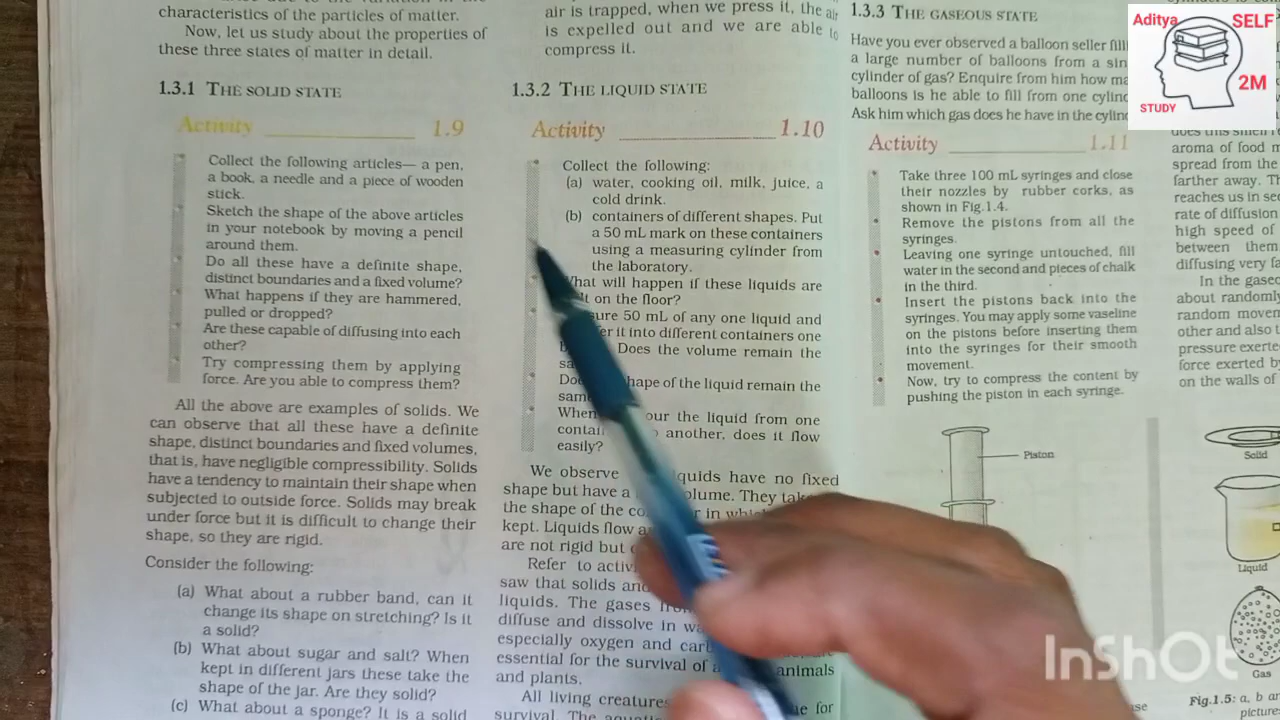 characteristics of the particles of matter.
Now, let us study about the properties of
these three states of matter in detail.
1.3.1 THE SOLID STATE
Activity 1.9
Collect the following articles— a pen,
a book, a needle and a piece of wooden
stick.
Sketch the shape of the above articles
in your notebook by moving a pencil
around them.
Do all these have a definite shape,
distinct boundaries and a fixed volume?
What happens if they are hammered,
pulled or dropped?
Are these capable of diffusing into each
other?
Try compressing them by applying
force. Are you able to compress them?
All the above are examples of solids. We
can observe that all these have a definite
shape, distinct boundaries and fixed volumes,
that is, have negligible compressibility. Solids
have a tendency to maintain their shape when
subjected to outside force. Solids may break
under force but it is difficult to change their
shape, so they are rigid.
Consider the following:
(a) What about a rubber band, can it
change its shape on stretching? Is it
a solid?
(b) What about sugar and salt? When
kept in different jars these take the
shape of the jar. Are they solid?
(c) What about a sponge? It is a solid
air is trapped, when we press it, the air
is expelled out and we are able to
compress it.
1.3.2 THE LIQUID STATE
Activity 1.10
Collect the following:
(a) water, cooking oil, milk, juice, a
cold drink.
(b) containers of different shapes. Put
a 50 mL mark on these containers
using a measuring cylinder from
the laboratory.
What will happen if these liquids are
on the floor?
50 mL of any one liquid and
it into different containers one
Does the volume remain the
of the liquid remain the
same
When our the liquid from one
another, does it flow
easily?
We observe liquids have no fixed
shape but have a volume. They take
the shape of the in which
kept. Liquids flow
are not rigid but
Refer to
saw that solids and
liquids. The gases
diffuse and dissolve in
especially oxygen and
essential for the survival of animals
and plants.
All living creatures for
survival. The
1.3.3 THE GASEOUS STATE
Have you ever observed a balloon seller
a large number of balloons from a
cylinder of gas? Enquire from him how
balloons is he able to fill from one
Ask him which gas does he have in the
Activity 1.11
Take three 100 mL syringes and close
their nozzles by rubber corks, as
shown in Fig.1.4.
Remove the pistons from all the
syringes.
Leaving one syringe untouched, fill
water in the second and pieces of chalk
in the third.
Insert the pistons back into the
syringes. You may apply some vaseline
on the pistons before inserting them
into the syringes for their smooth
movement.
Now, try to compress the content by
pushing the piston in each syringe.
Piston
Aditya SELF
2M
STUDY
aroma of food
spread from the
farther away.
reaches us in
rate of diffusion
high speed of
between them
diffusing very
In the
about
random
other and also
pressure
force exerted by
on the walls of
Solid
Liquid
Gas
Fig.1.5: a, b
InShOt